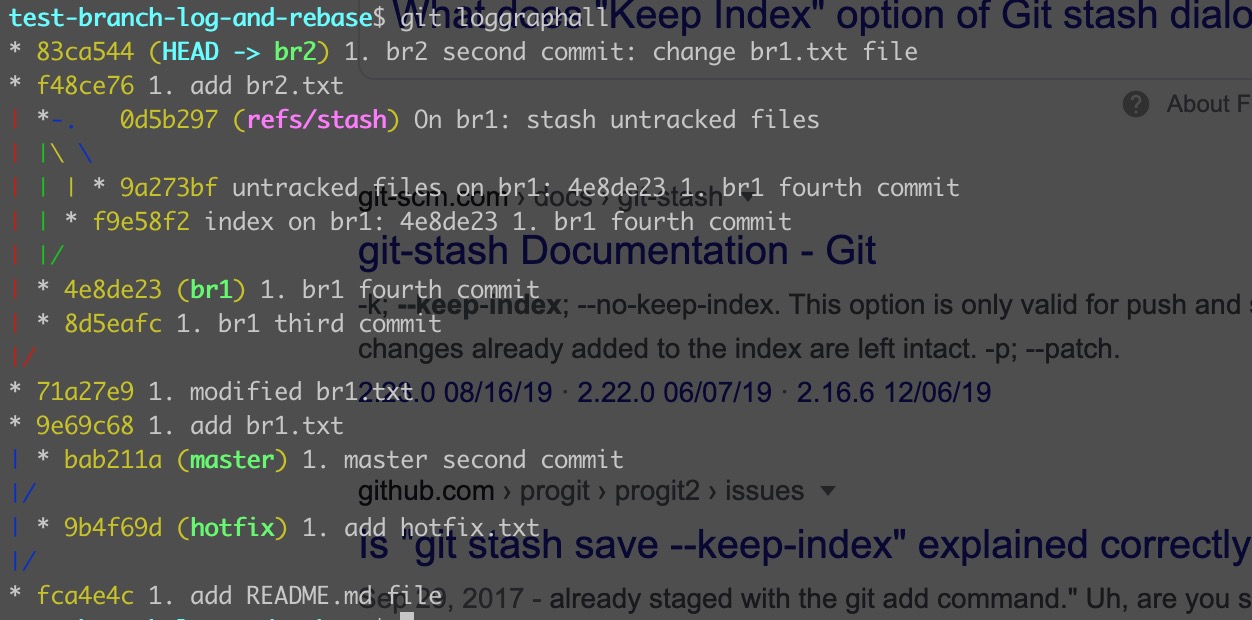 test-branch-log-and-rebase$ git loggraphall
What does "Keep Index" option of Git stash dialo
* 83ca544 (HEAD -> br2) 1. br2 second commit: change br1.txt file
* f48ce76 1. add br2.txt
? About F
| *-. 0d5b297 (refs/stash) On br1: stash untracked files
| |\ \
| | | * 9a273bf untracked files on br1: 4e8de23 1. br1 fourth commit
git-scm.com › docs › git-stash
| | * f9e58f2 index on br1: 4e8de23 1. br1 fourth commit
| |/
git-stash Documentation - Git
| * 4e8de23 (br1) 1. br1 fourth commit
-k; --keep-index; --no-keep-index. This option is only valid for push and s
| * 8d5eafc 1. br1 third commit
|/
changes already added to the index are left intact. -p; --patch.
* 71a27e9 1. modified br1.txt
08/16/19 · 2.22.0 06/07/19 · 2.16.6 12/06/19
* 9e69c68 1. add br1.txt
| * bab211a (master) 1. master second commit
|/
github.com › progit › progit2 › issues
| * 9b4f69d (hotfix) 1. add hotfix.txt
|/
Is "git stash save --keep-index" explained correctly
* fca4e4c 1. add README.md file
2017 - already staged with the git add command." Uh, are you s